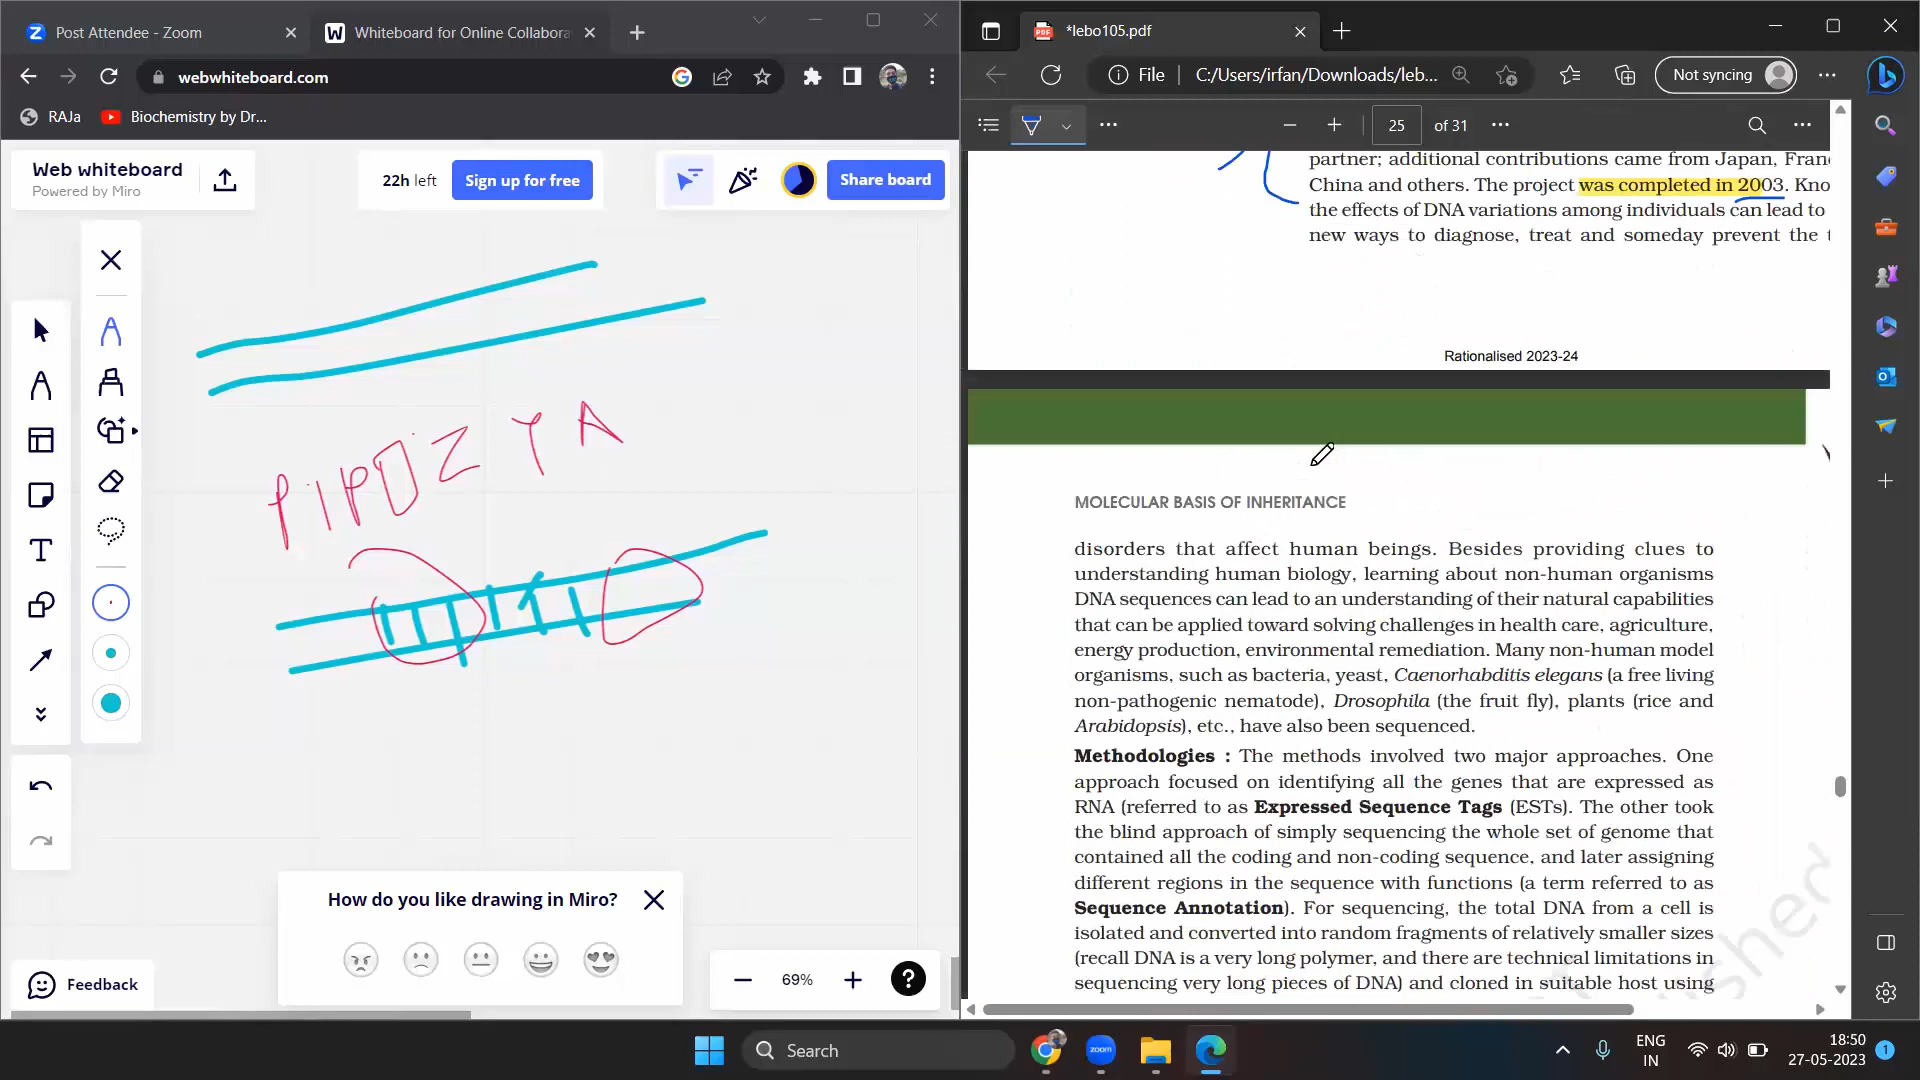 Post Attendee - Zoom
Whiteboard for Online Collabora
webwhiteboard.com
RAJa
Biochemistry by Dr...
Web whiteboard
Powered by Miro
22h left
Sign up for free
Share board
PIPOZYA
How do you like drawing in Miro?
Feedback
69%
*lebo105.pdf
File
C:/Users/irfan/Downloads/leb...
Not syncing
25 of 31
partner; additional contributions came from Japan, Franc
China and others. The project was completed in 2003. Kno
the effects of DNA variations among individuals can lead to
new ways to diagnose, treat and someday prevent the t
Rationalised 2023-24
MOLECULAR BASIS OF INHERITANCE
disorders that affect human beings. Besides providing clues to
understanding human biology, learning about non-human organisms
DNA sequences can lead to an understanding of their natural capabilities
that can be applied toward solving challenges in health care, agriculture,
energy production, environmental remediation. Many non-human model
organisms, such as bacteria, yeast, Caenorhabditis elegans (a free living
non-pathogenic nematode), Drosophila (the fruit fly), plants (rice and
Arabidopsis), etc., have also been sequenced.
Methodologies : The methods involved two major approaches. One
approach focused on identifying all the genes that are expressed as
RNA (referred to as Expressed Sequence Tags (ESTs). The other took
the blind approach of simply sequencing the whole set of genome that
contained all the coding and non-coding sequence, and later assigning
different regions in the sequence with functions (a term referred to as
Sequence Annotation). For sequencing, the total DNA from a cell is
isolated and converted into random fragments of relatively smaller sizes
(recall DNA is a very long polymer, and there are technical limitations in
sequencing very long pieces of DNA) and cloned in suitable host using
Search
zoom
ENG
IN
18:50
27-05-2023
1